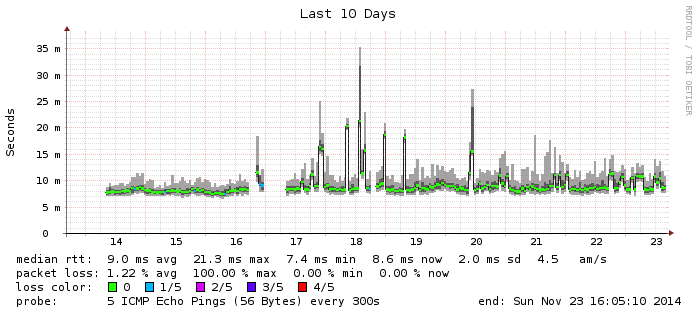 Last 10 Days
RRDTOOL / TOBI OETIKER
Seconds
35 m
30 m
25 m
20 m
15 m
10 m
5 m
0
14 15 16 17 18 19 20 21 22 23
median rtt: 9.0 ms avg 21.3 ms max 7.4 ms min 8.6 ms now 2.0 ms sd 4.5 am/s
packet loss: 1.22 % avg 100.00 % max 0.00 % min 0.00 % now
loss color: 0 1/5 2/5 3/5 4/5
probe: 5 ICMP Echo Pings (56 Bytes) every 300s end: Sun Nov 23 16:05:10 2014